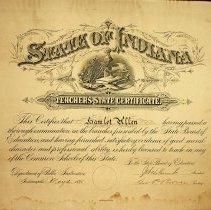 STATE OF INDIANA
TEACHERS STATE CERTIFICATE.
This Certifies that Hamlet Allen having passed a
thorough examination in the branches prescribed by the State Board of
Education, and having furnished satisfactory evidence of good moral
character and professional ability is hereby licensed to teach in any
of the Common Schools of this State.
By the State Board of Education
Department of Public Instruction
Indianapolis